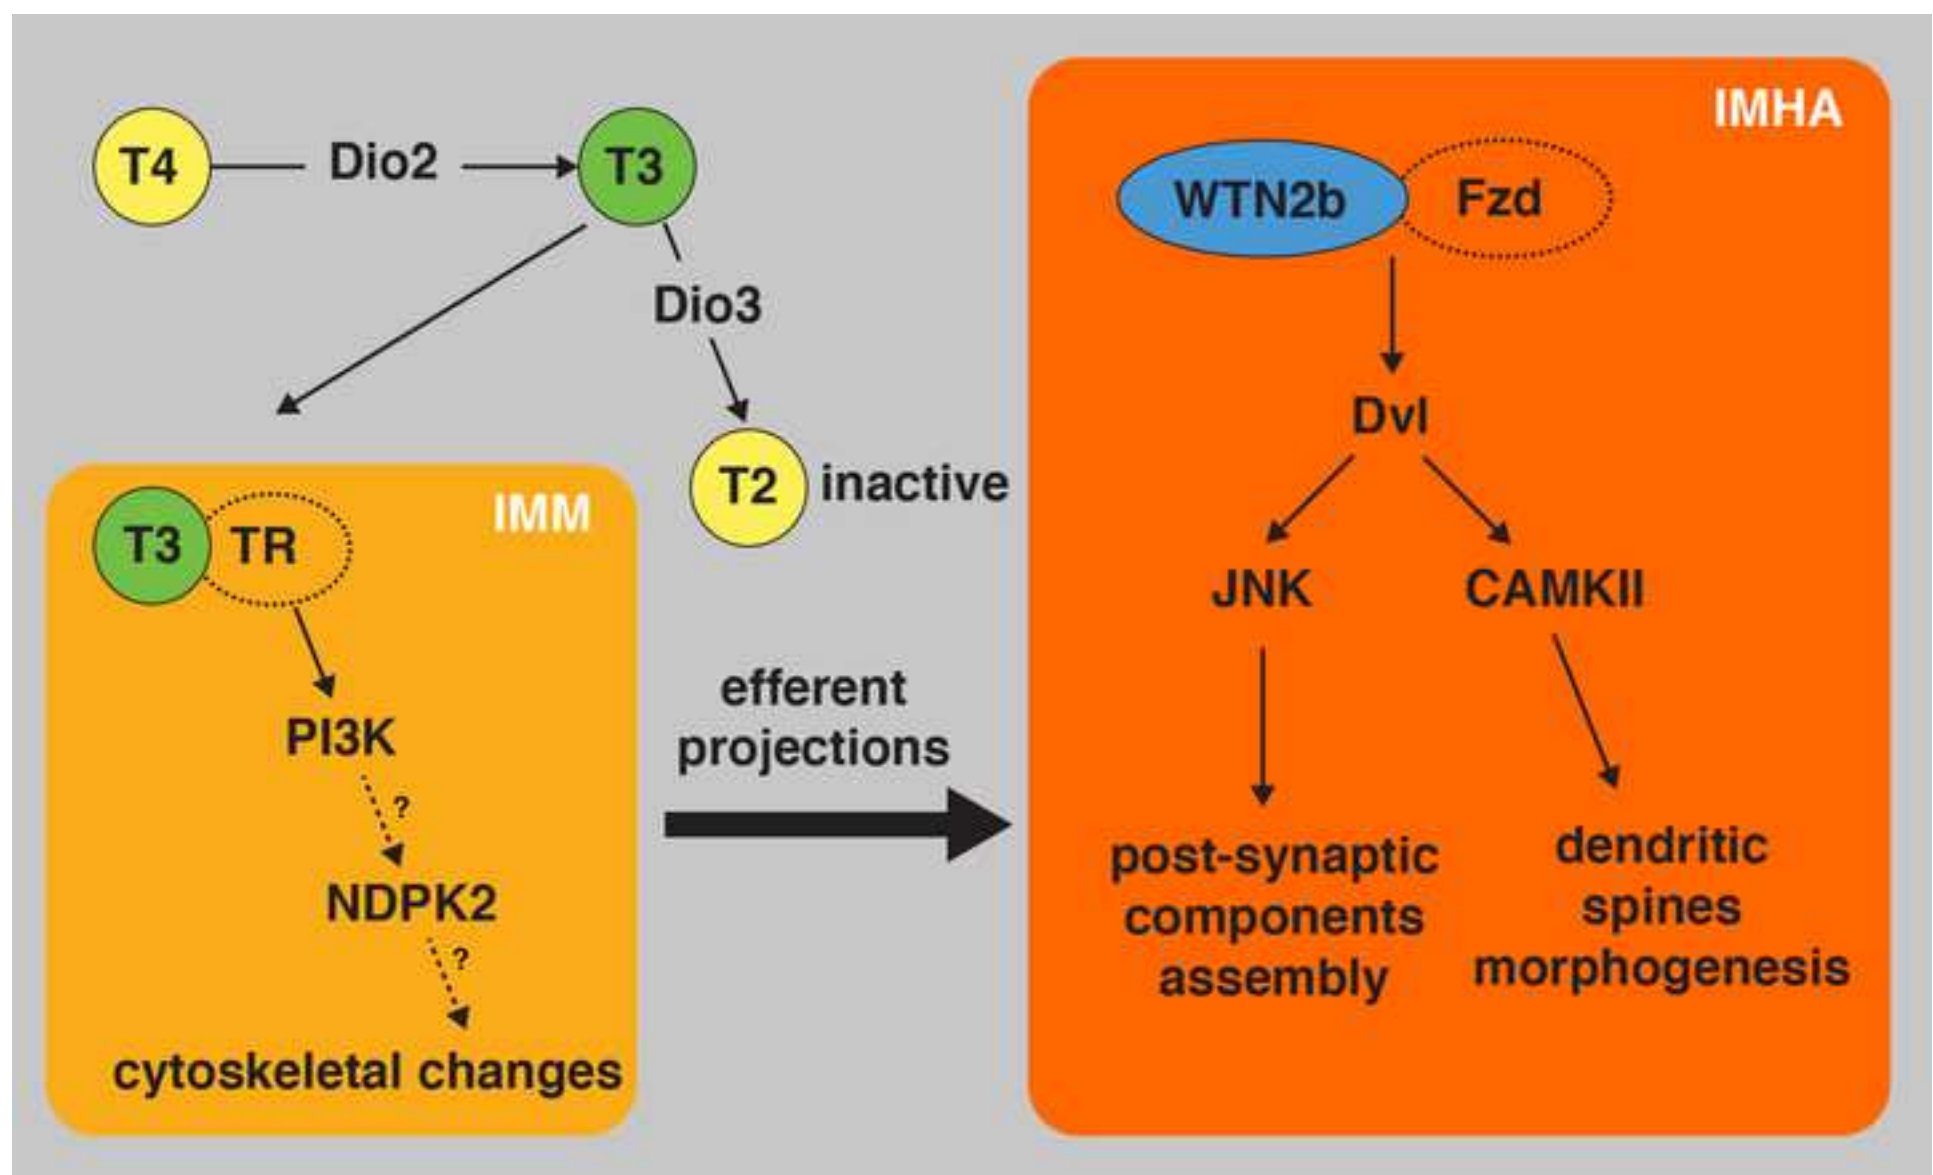 T4
Dio2
T3
Dio3
T2
inactive
IMM
T3
TR
PI3K
?
NDPK2
?
cytoskeletal changes
efferent
projections
IMHA
WTN2b
Fzd
Dvl
JNK
CAMKII
post-synaptic
components
assembly
dendritic
spines
morphogenesis